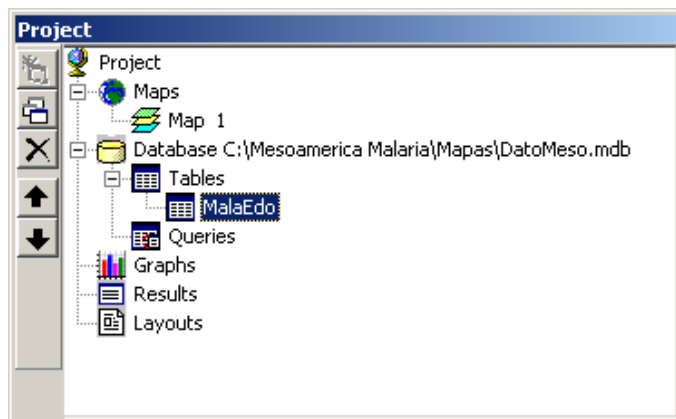 Project
Project
Maps
Map 1
Database C:\Mesoamerica Malaria\Mapas\DatoMeso.mdb
Tables
MalaEdo
Queries
Graphs
Results
Layouts